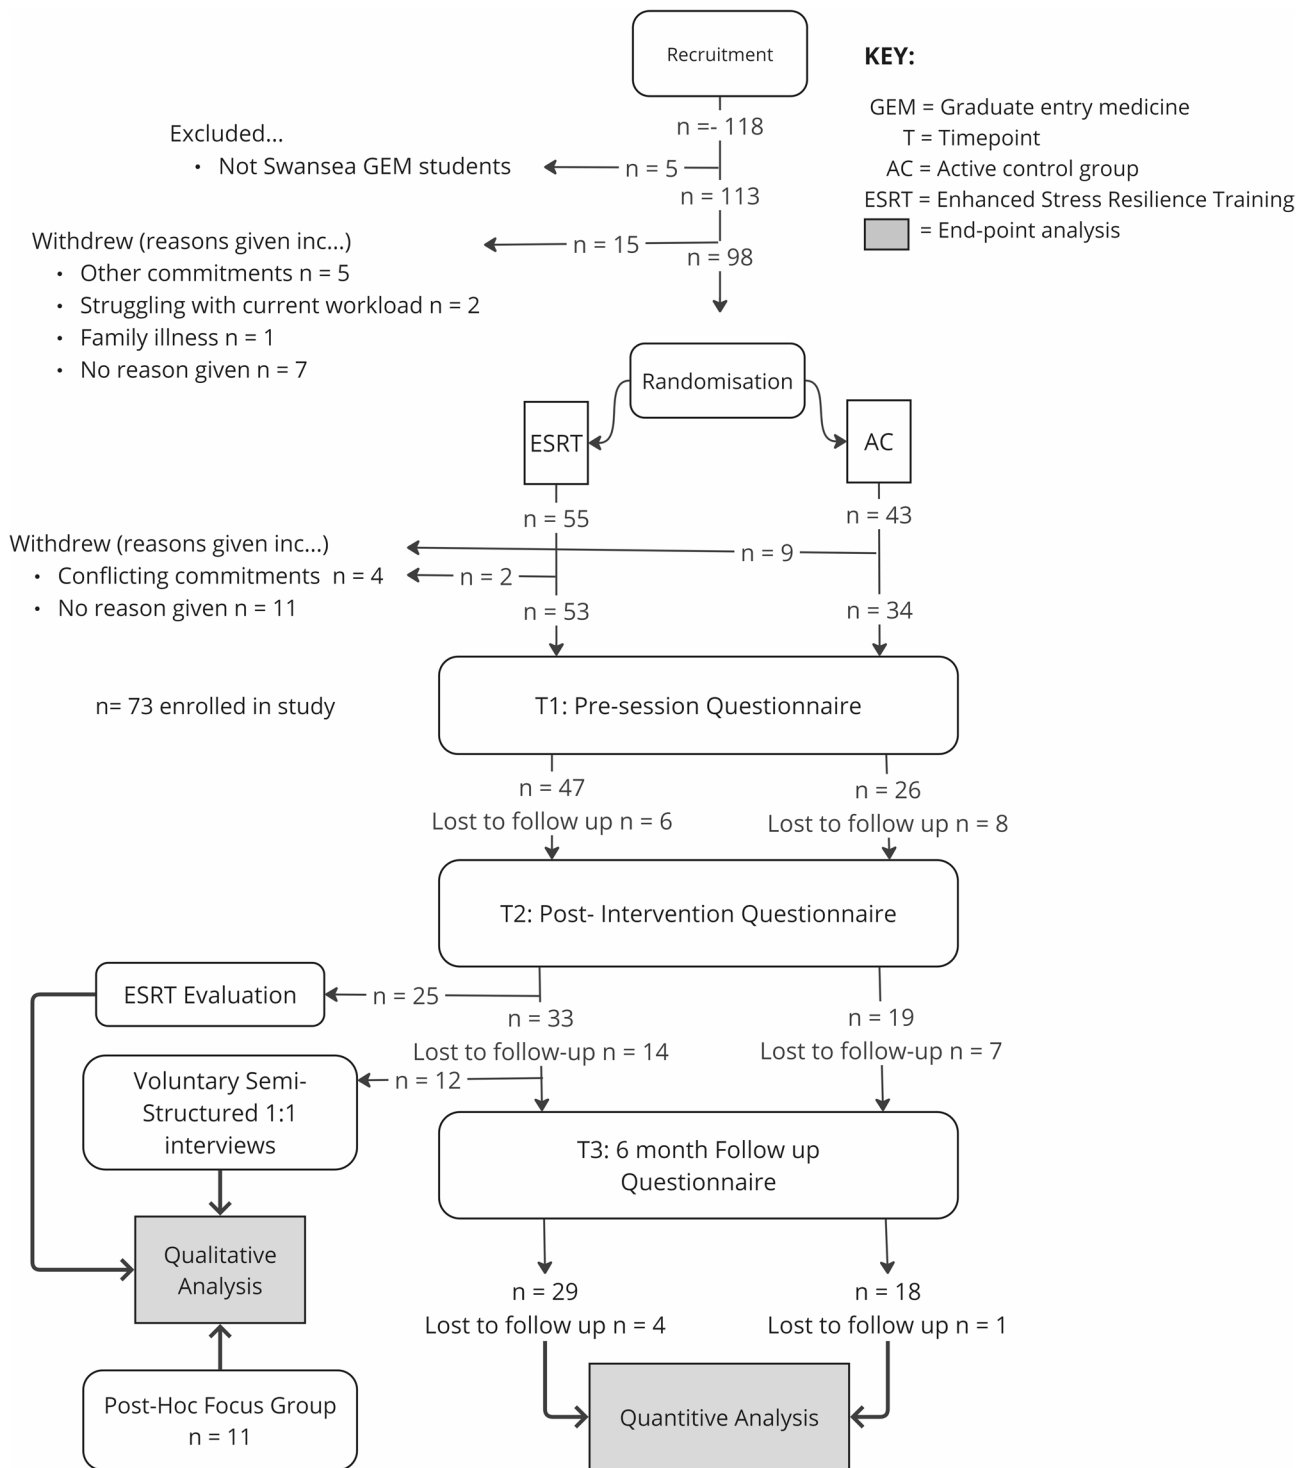 Recruitment
KEY:
GEM = Graduate entry medicine
T = Timepoint
AC = Active control group
ESRT = Enhanced Stress Resilience Training
= End-point analysis
n =- 118
Excluded...
• Not Swansea GEM students
n = 5
n = 113
Withdrew (reasons given inc...)
n = 15
n = 98
• Other commitments n = 5
• Struggling with current workload n = 2
• Family illness n = 1
• No reason given n = 7
Randomisation
ESRT
AC
n = 55
n = 43
Withdrew (reasons given inc...)
n = 9
• Conflicting commitments n = 4
n = 2
• No reason given n = 11
n = 53
n = 34
n= 73 enrolled in study
T1: Pre-session Questionnaire
n = 47
Lost to follow up n = 6
n = 26
Lost to follow up n = 8
T2: Post- Intervention Questionnaire
ESRT Evaluation
n = 25
n = 33
Lost to follow-up n = 14
n = 19
Lost to follow-up n = 7
Voluntary Semi-
Structured 1:1
interviews
n = 12
T3: 6 month Follow up
Questionnaire
Qualitative
Analysis
n = 29
Lost to follow up n = 4
n = 18
Lost to follow up n = 1
Post-Hoc Focus Group
n = 11
Quantitive Analysis